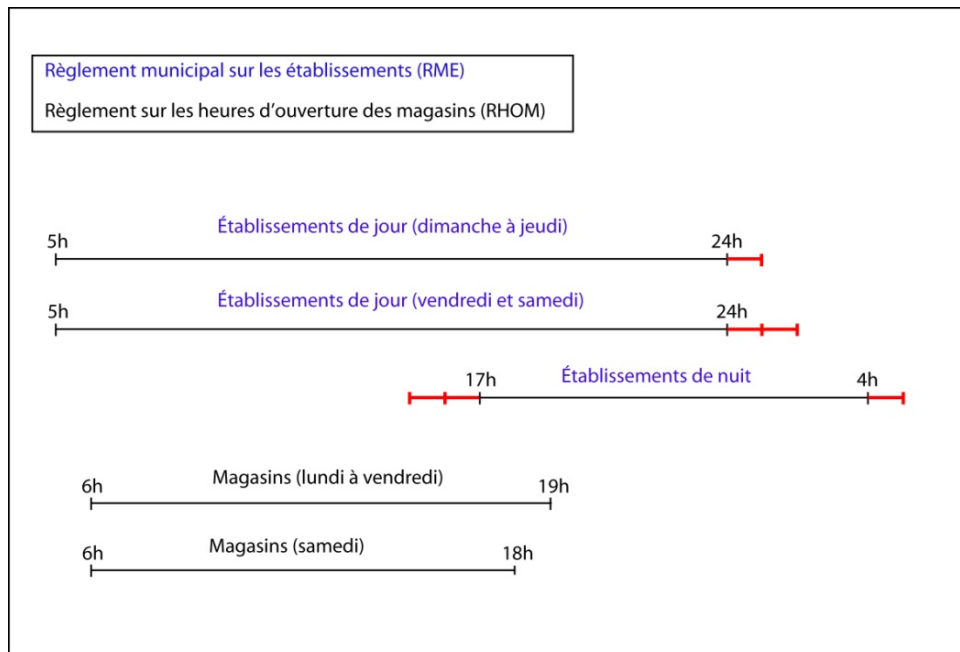 Règlement municipal sur les établissements (RME)
Règlement sur les heures d’ouverture des magasins (RHOM)
Établissements de jour (dimanche à jeudi)
5h
24h
Établissements de jour (vendredi et samedi)
5h
24h
Établissements de nuit
17h
4h
Magasins (lundi à vendredi)
6h
19h
Magasins (samedi)
6h
18h